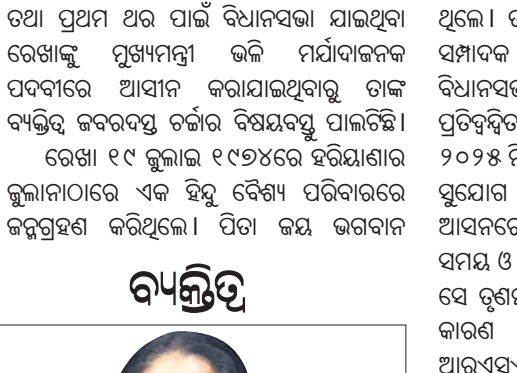 ତଥା ପ୍ରଥମ ଥର ପାଇଁ ବିଧାନସଭା ଯାଇଥିବା
ରେଖାଙ୍କୁ ମୁଖ୍ୟମନ୍ତ୍ରୀ ଭଳି ମର୍ଯାଦାଜନକ
ପଦବୀରେ ଆସୀନ କରାଯାଇଥିବାରୁ ତାଙ୍କ
ବ୍ୟକ୍ତିତ୍ୱ ଜବରଦସ୍ତ ଚର୍ଚ୍ଚାର ବିଷୟବସ୍ତୁ ପାଲଟିଛି।
ରେଖା ୧୯ ଜୁଲାଇ ୧୯୭୪ରେ ହରିୟାଣାର
ଜୁଲାନାଠାରେ ଏକ ହିନ୍ଦୁ ବୈଶ୍ୟ ପରିବାରରେ
ଜନ୍ମଗ୍ରହଣ କରିଥିଲେ। ପିତା ଜୟ ଭଗବାନ
ବ୍ୟକ୍ତିତ୍ୱ
ଥିଲେ।
ସମ୍ପାଦକ
ବିଧାନସଭ
ପ୍ରତିଦ୍ୱନ୍ଦ୍ୱିତ
୨୦୨୫ ନି
ସୁଯୋଗ
ଆସନରେ
ସମୟ ଓ
ସେ ତୃଣମ
କାରଣ
ଆରଏସଏ